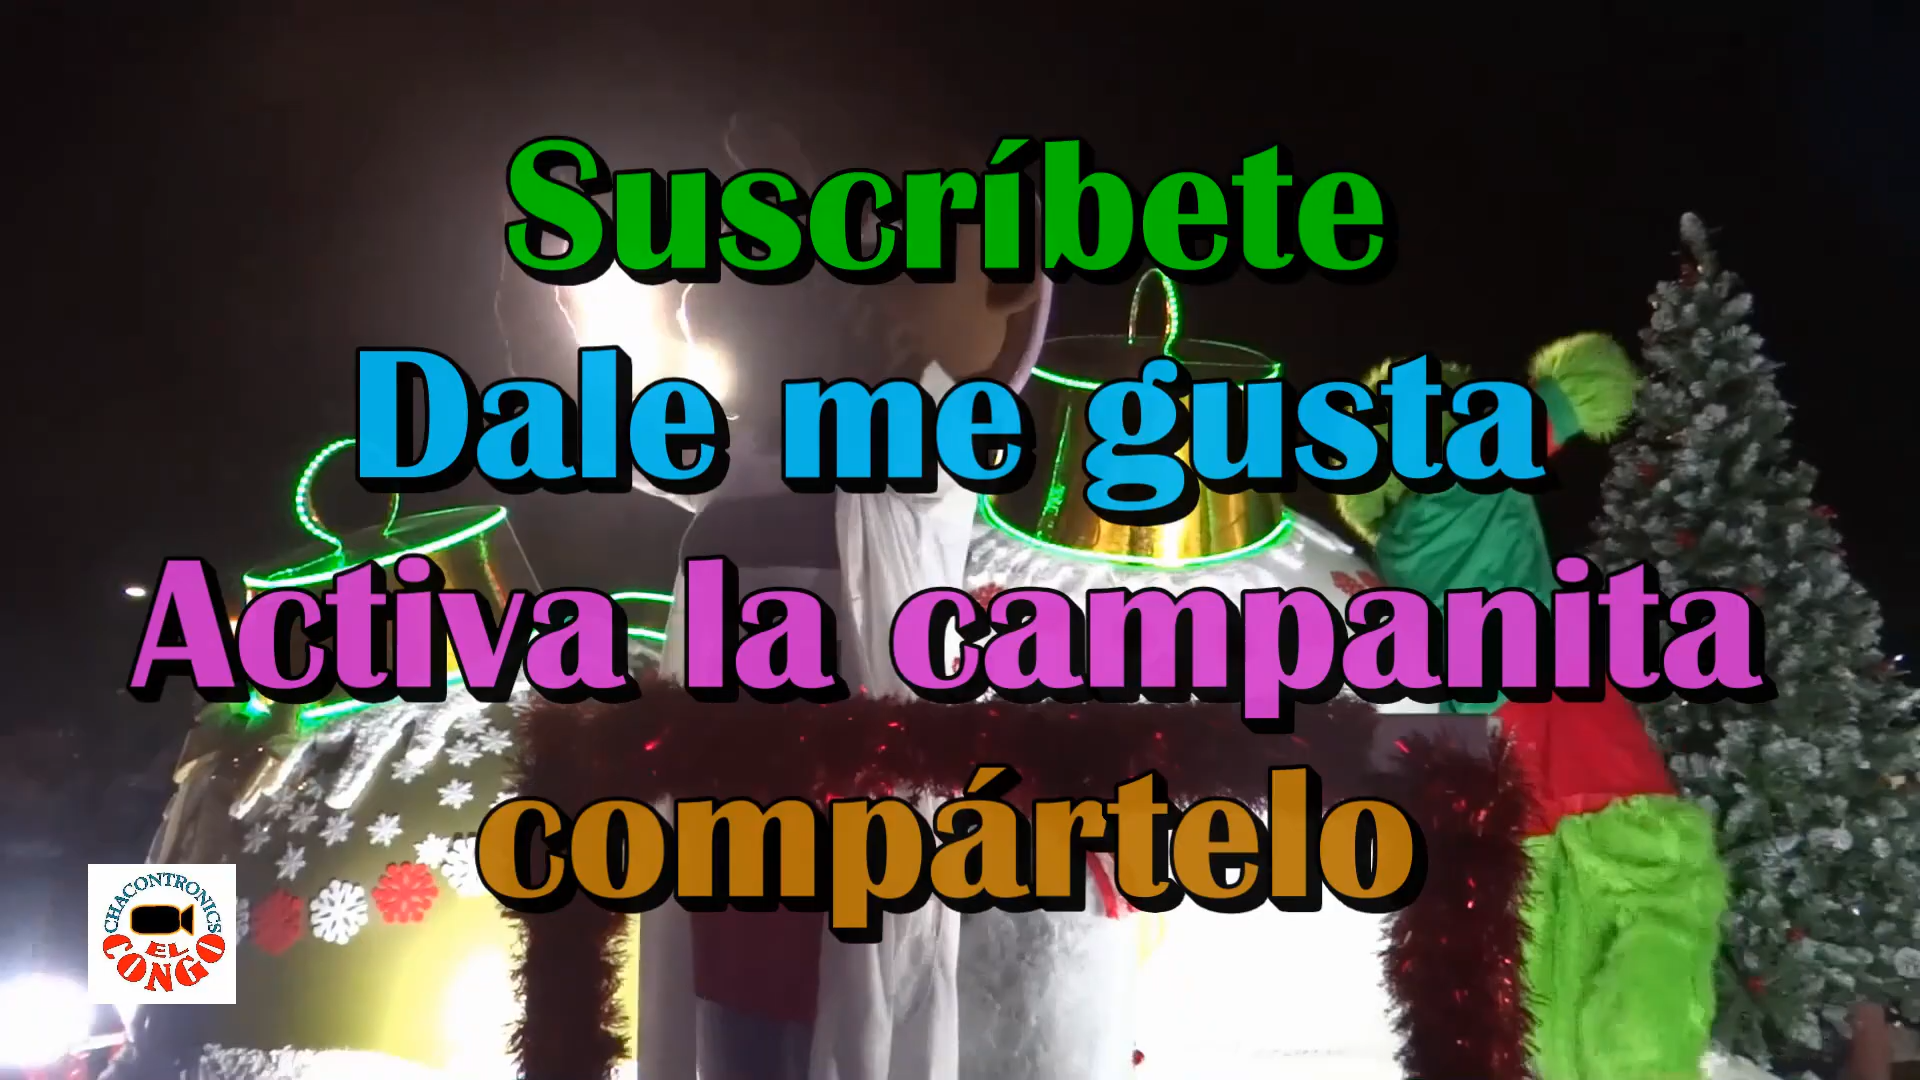 Suscríbete
Dale me gusta
Activa la campanita
compártelo
CHACONTRONICS
EL
CONGO